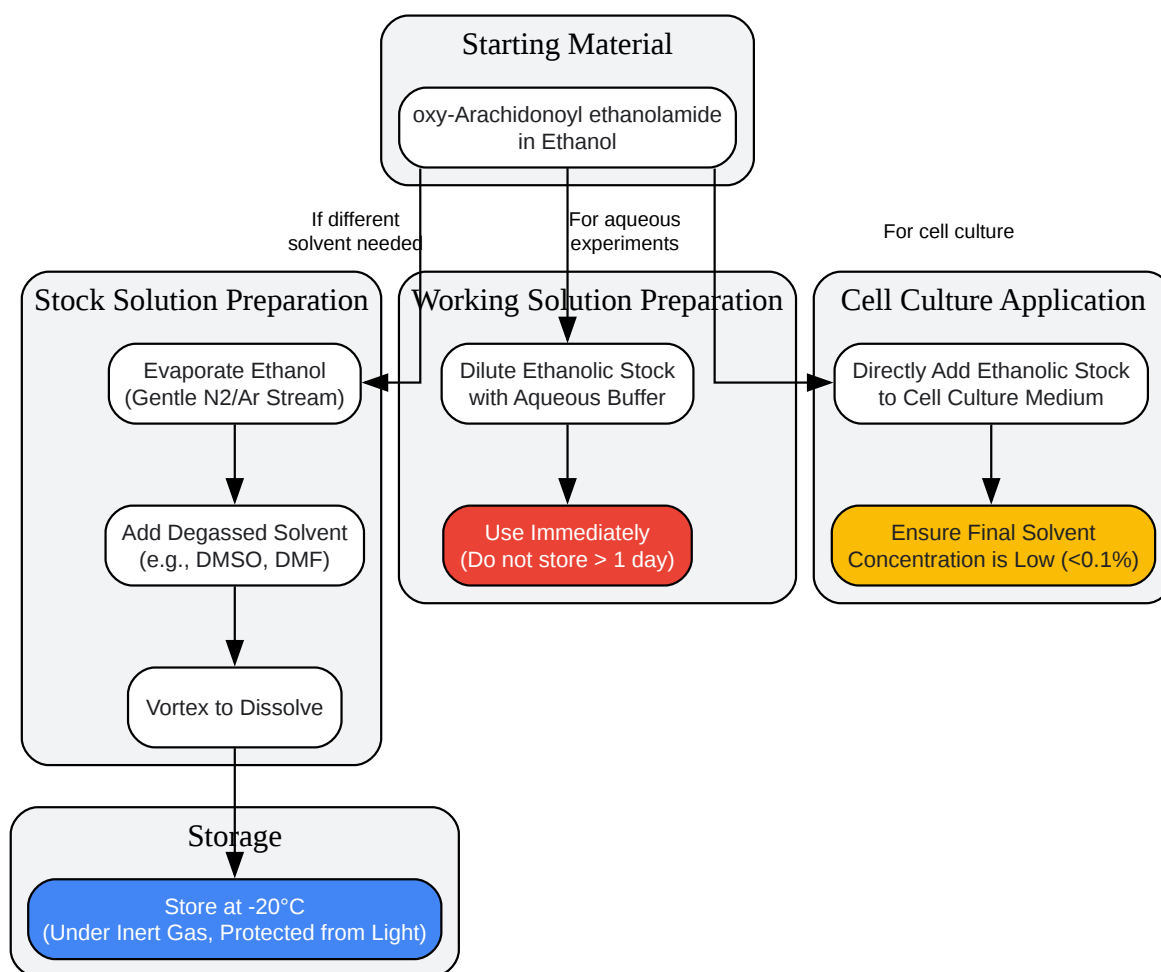 Starting Material
oxy-Arachidonoyl ethanolamide
in Ethanol
If different
solvent needed
For aqueous
experiments
For cell culture
Stock Solution Preparation
Evaporate Ethanol
(Gentle N2/Ar Stream)
Add Degassed Solvent
(e.g., DMSO, DMF)
Vortex to Dissolve
Working Solution Preparation
Dilute Ethanolic Stock
with Aqueous Buffer
Use Immediately
(Do not store > 1 day)
Cell Culture Application
Directly Add Ethanolic Stock
to Cell Culture Medium
Ensure Final Solvent
Concentration is Low (<0.1%)
Storage
Store at -20°C
(Under Inert Gas, Protected from Light)